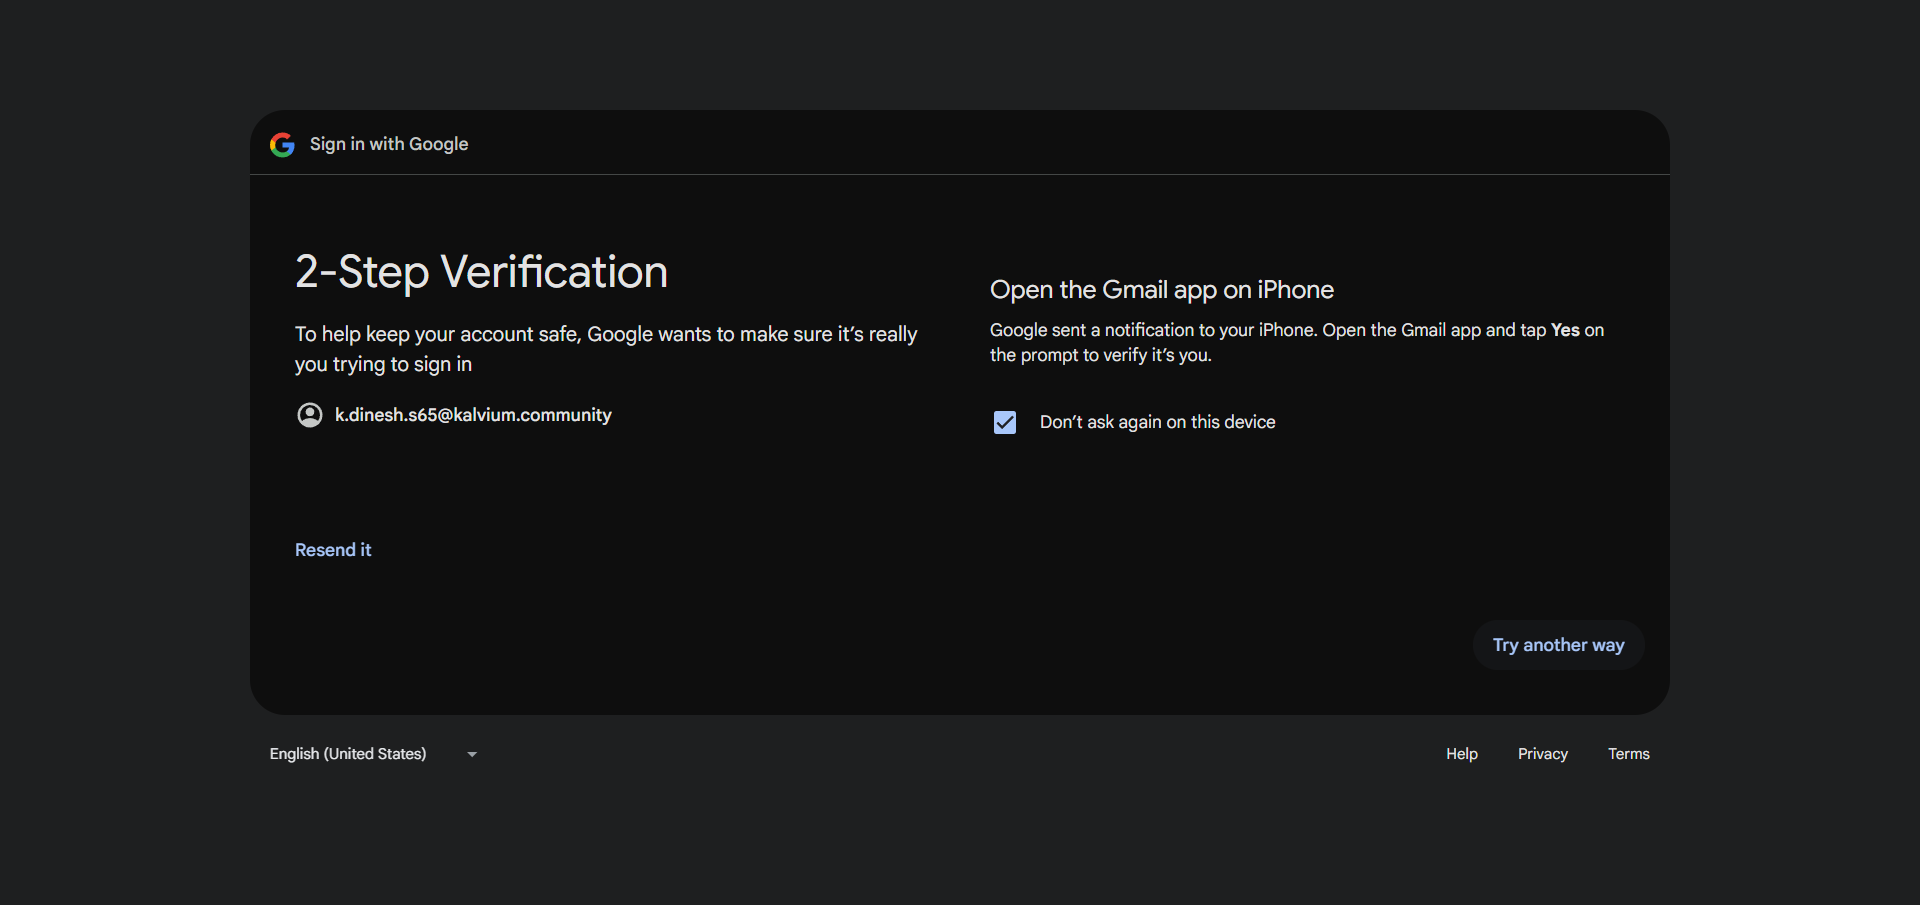 Sign in with Google
2-Step Verification
To help keep your account safe, Google wants to make sure it’s really
you trying to sign in
k.dinesh.s65@kalvium.community
Resend it
Open the Gmail app on iPhone
Google sent a notification to your iPhone. Open the Gmail app and tap Yes on
the prompt to verify it’s you.
Don’t ask again on this device
Try another way
English (United States)
Help
Privacy
Terms